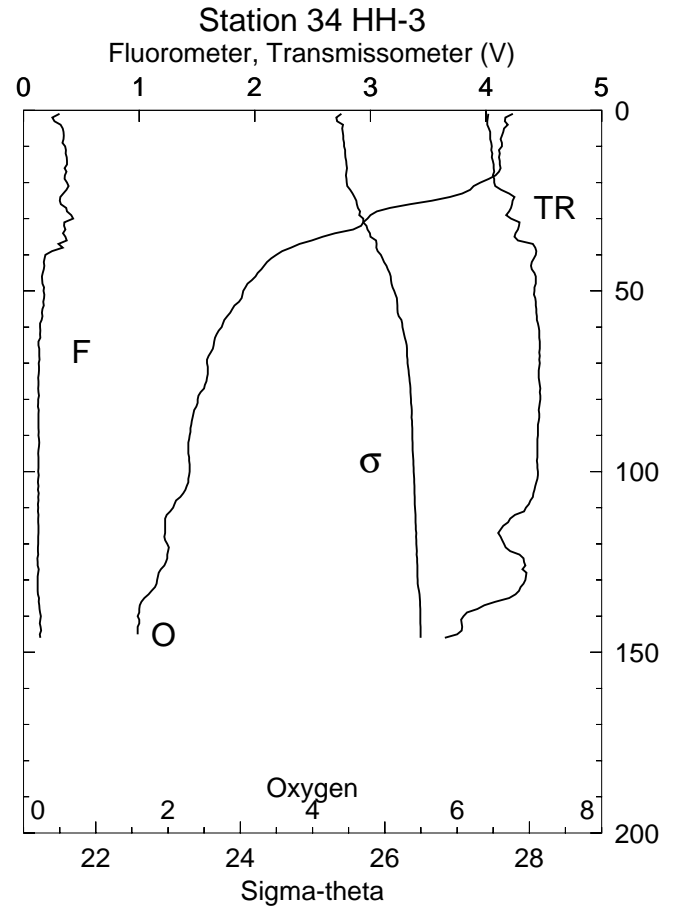 Station 34 HH-3
Fluorometer, Transmissometer (V)
0 1 2 3 4 5
0
TR
50
F
σ
100
O
150
Oxygen
0 2 4 6 8
200
22 24 26 28
Sigma-theta